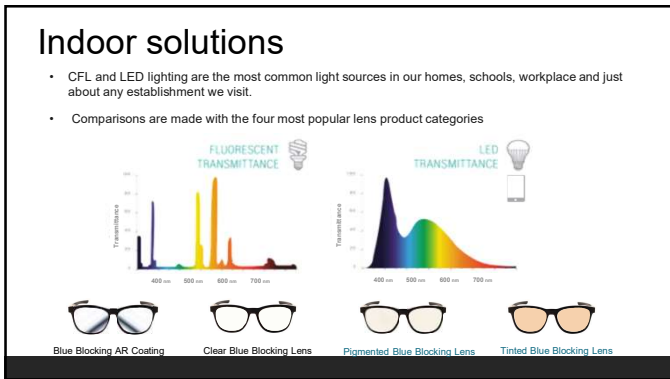 Indoor solutions
• CFL and LED lighting are the most common light sources in our homes, schools, workplace and just
about any establishment we visit.
• Comparisons are made with the four most popular lens product categories
FLUORESCENT
TRANSMITTANCE
LED
TRANSMITTANCE
Transmittance
400 nm 500 nm 600 nm 700 nm
Transmittance
400 nm 500 nm 600 nm 700 nm
Blue Blocking AR Coating
Clear Blue Blocking Lens
Pigmented Blue Blocking Lens
Tinted Blue Blocking Lens